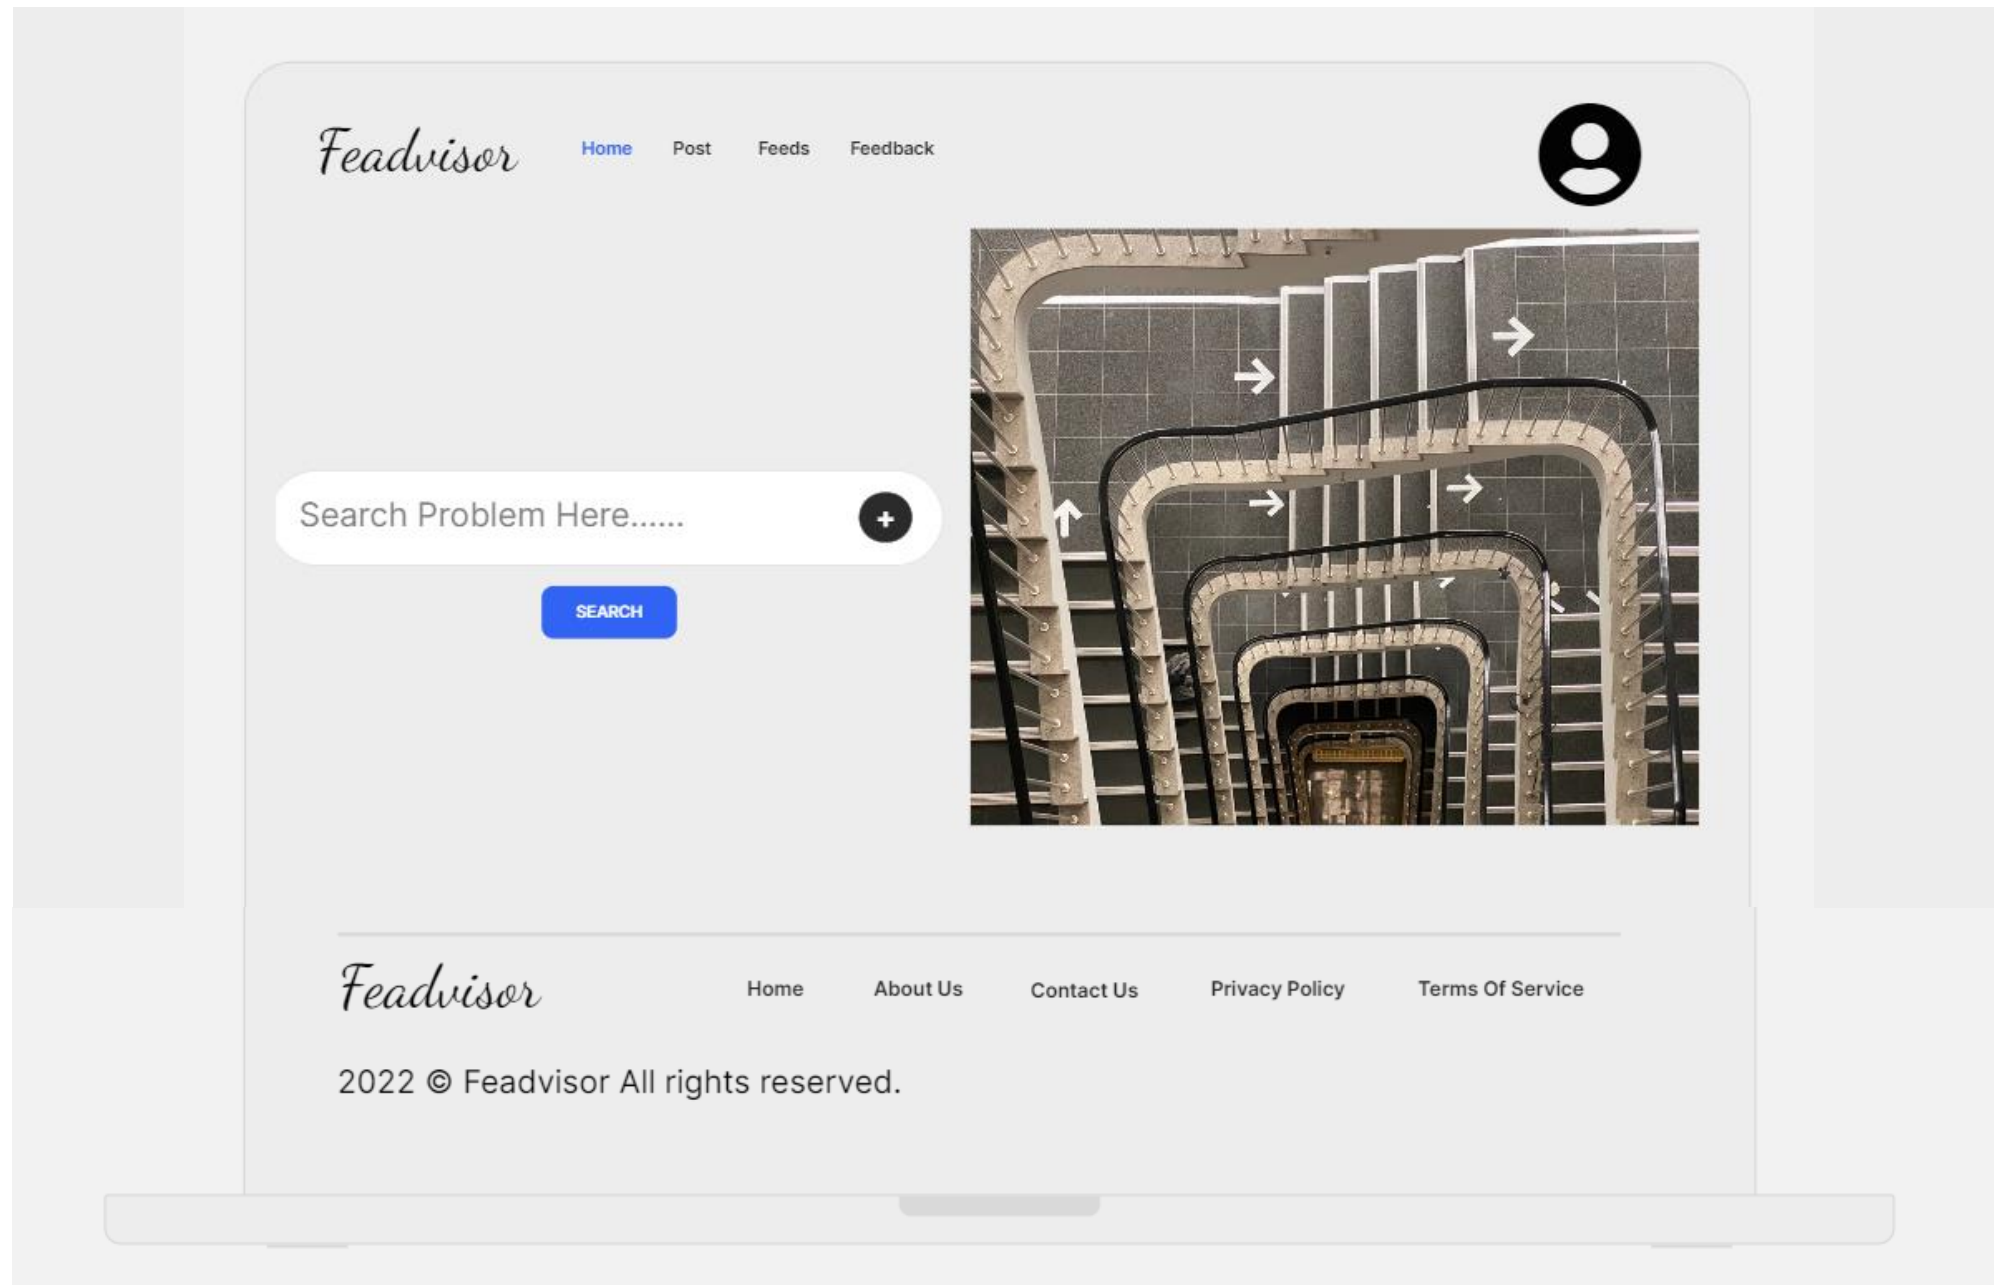 Feadvisor Home Post Feeds Feedback
Search Problem Here......
SEARCH
Feadvisor Home About Us Contact Us Privacy Policy Terms Of Service
2022 © Feadvisor All rights reserved.